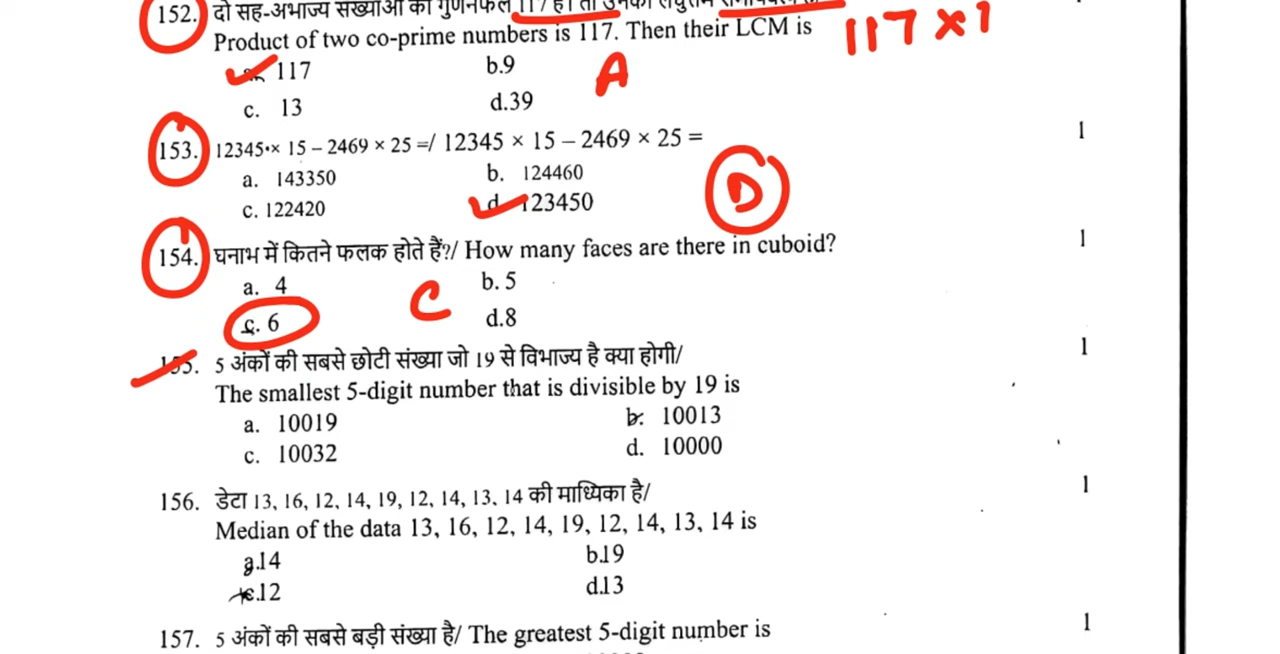 152. दो सह-अभाज्य संख्याओं का गुणनफल 117 है। तो उनका लघुतम
Product of two co-prime numbers is 117. Then their LCM is 117 × 1
117 b.9 A
c. 13 d.39
153. 12345 × 15 – 2469 × 25 =/ 12345 × 15 – 2469 × 25 = 1
a. 143350 b. 124460
c. 122420 d. 123450 D
154. घनाभ में कितने फलक होते हैं?/ How many faces are there in cuboid? 1
a. 4 b. 5
c. 6 C d.8
155. 5 अंकों की सबसे छोटी संख्या जो 19 से विभाज्य है क्या होगी/ 1
The smallest 5-digit number that is divisible by 19 is
a. 10019 b. 10013
c. 10032 d. 10000
156. डेटा 13, 16, 12, 14, 19, 12, 14, 13, 14 की माध्यिका है/ 1
Median of the data 13, 16, 12, 14, 19, 12, 14, 13, 14 is
a.14 b.19
c.12 d.13
157. 5 अंकों की सबसे बड़ी संख्या है/ The greatest 5-digit number is 1